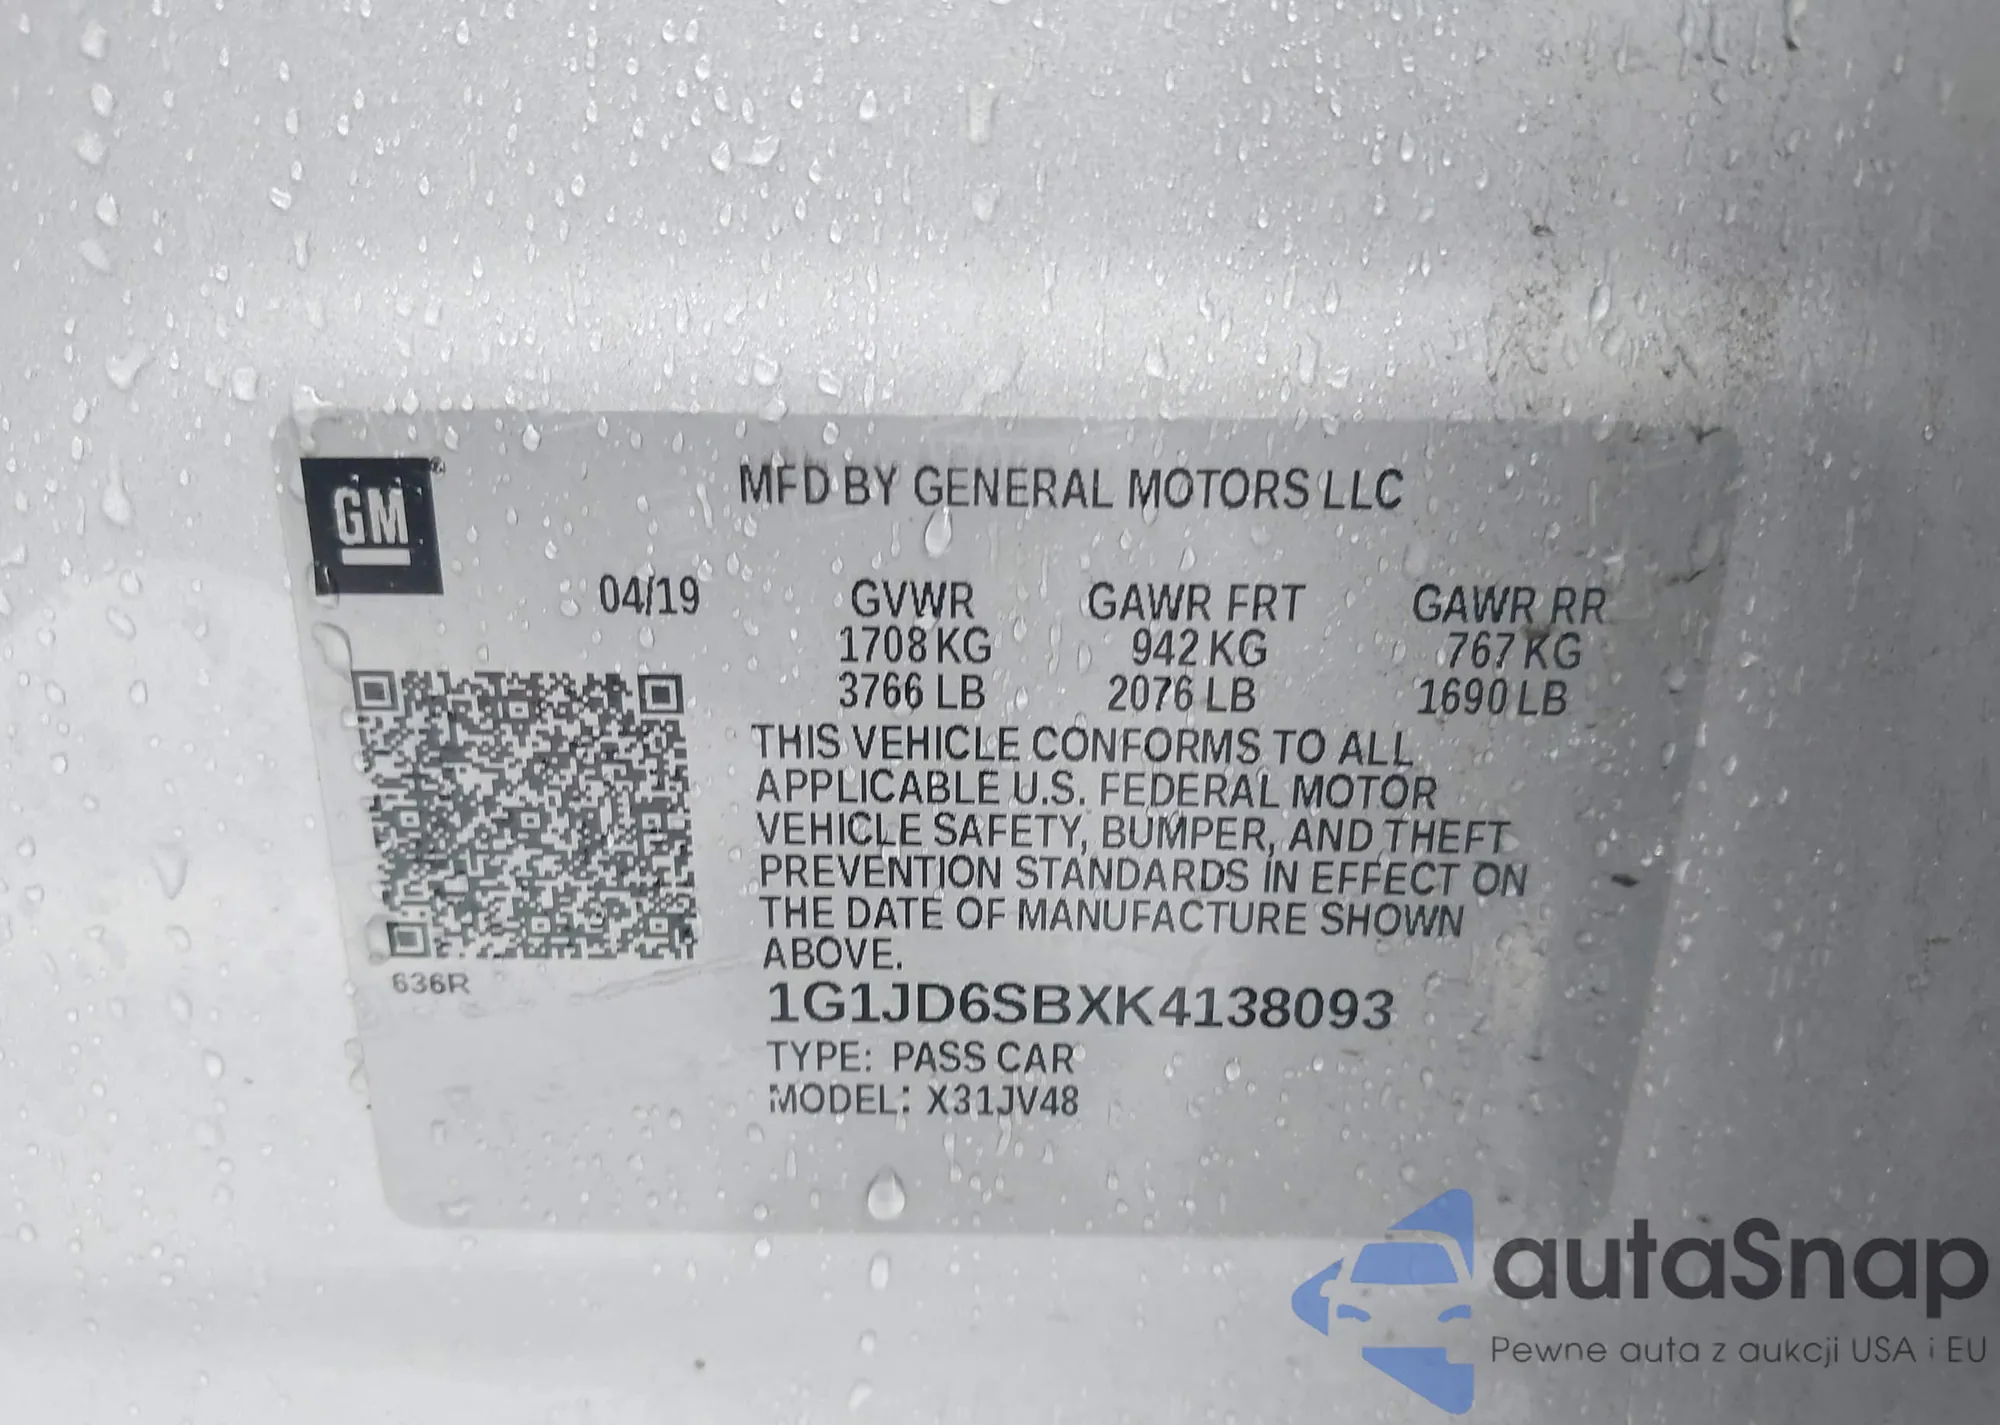 GM
MFD BY GENERAL MOTORS LLC
04/19 GVWR GAWR FRT GAWR RR
1708 KG 942 KG 767 KG
3766 LB 2076 LB 1690 LB
THIS VEHICLE CONFORMS TO ALL
APPLICABLE U.S. FEDERAL MOTOR
VEHICLE SAFETY, BUMPER, AND THEFT
PREVENTION STANDARDS IN EFFECT ON
THE DATE OF MANUFACTURE SHOWN
ABOVE.
636R
1G1JD6SBXK4138093
TYPE: PASS CAR
MODEL: X31JV48
autaSnap
Pewne auta z aukcji USA i EU